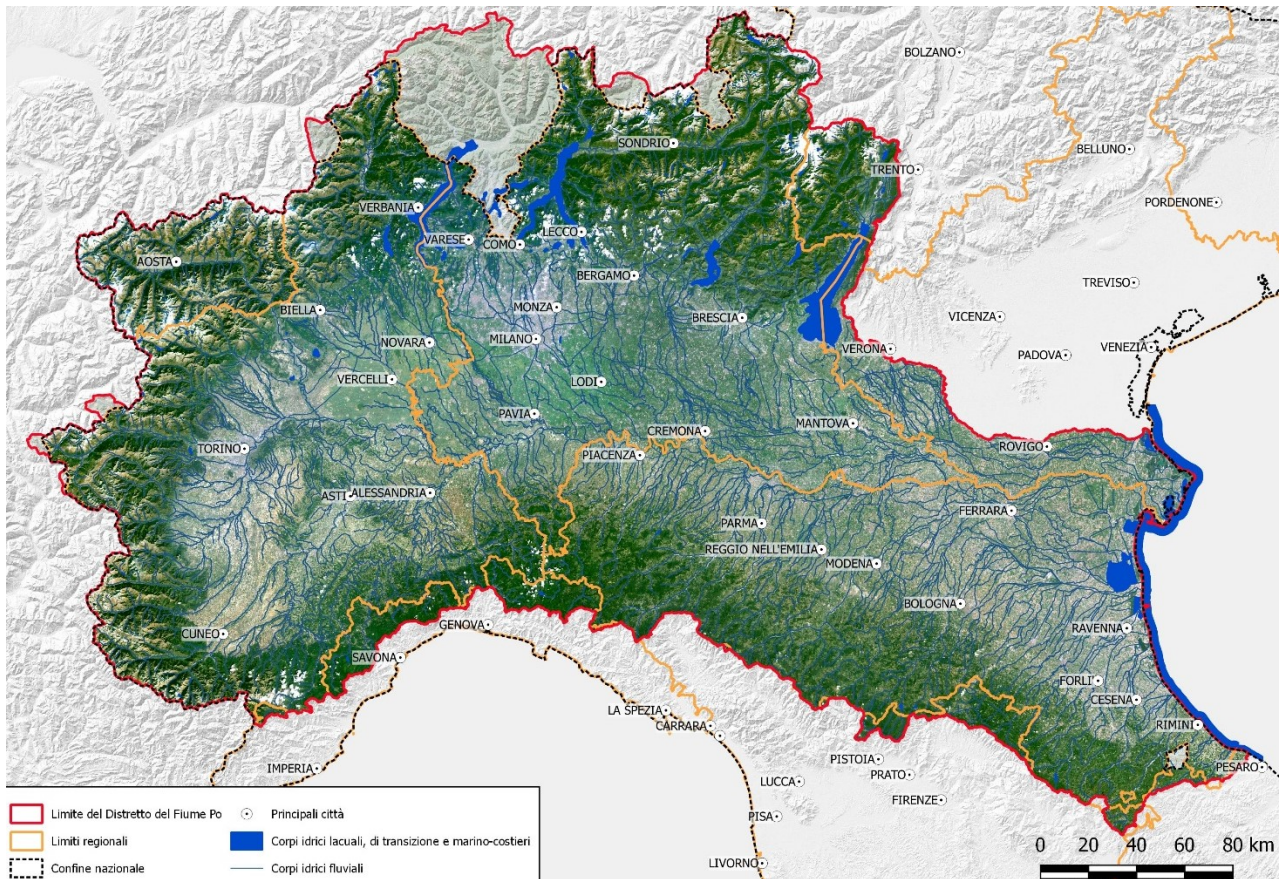 BOLZANO
SONDRIO
BELLUNO
TRENTO
VERBANIA
PORDENONE
VARESE
COMO
LECCO
AOSTA
BERGAMO
TREVISO
BIELLA
MONZA
BRESCIA
VICENZA
NOVARA
MILANO
VERONA
PADOVA
VENEZIA
VERCELLI
LODI
PAVIA
CREMONA
MANTOVA
TORINO
PIACENZA
ROVIGO
ASTI
ALESSANDRIA
FERRARA
PARMA
REGGIO NELL'EMILIA
MODENA
BOLOGNA
CUNEO
GENOVA
RAVENNA
SAVONA
FORLI'
CESENA
LA SPEZIA
CARRARA
RIMINI
IMPERIA
PISTOIA
PESARO
LUCCA
PRATO
FIRENZE
PISA
LIVORNO
Limite del Distretto del Fiume Po
Principali città
Limiti regionali
Corpi idrici lacuali, di transizione e marino-costieri
Confine nazionale
Corpi idrici fluviali
0 20 40 60 80 km